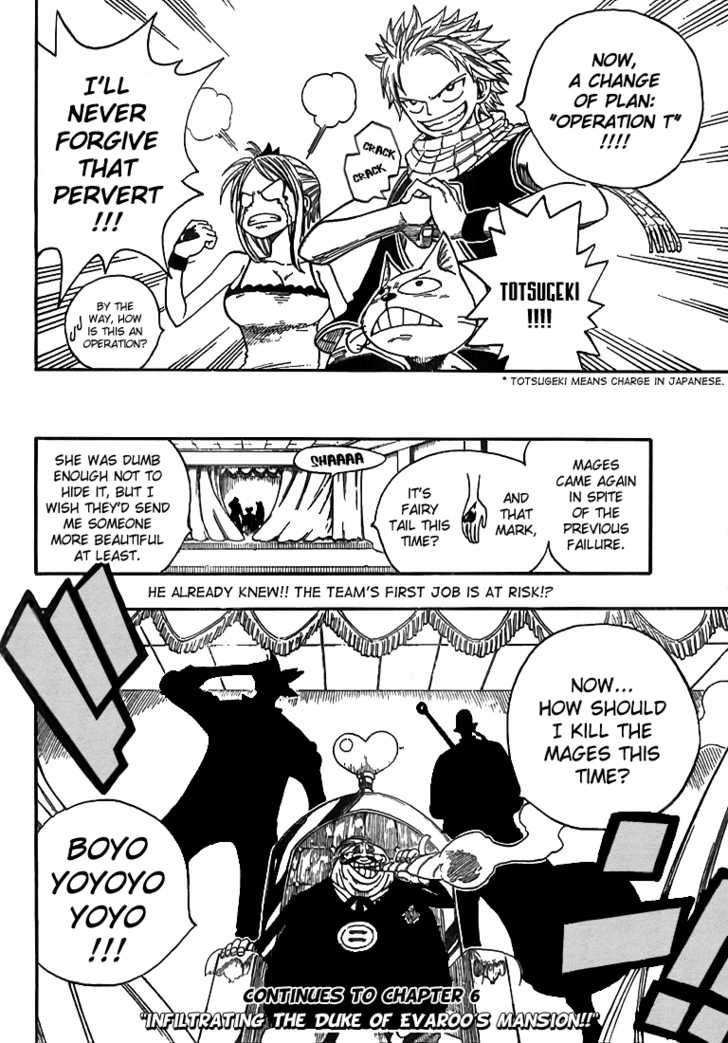 NOW,
A CHANGE
OF PLAN:
"OPERATION T"
!!!!
I'LL
NEVER
FORGIVE
THAT
PERVERT
!!!
CRACK
CRACK
TOTSUGEKI
!!!!
BY THE
WAY, HOW
IS THIS AN
OPERATION?
* TOTSUGEKI MEANS CHARGE IN JAPANESE.
MAGES
CAME AGAIN
IN SPITE
OF THE
PREVIOUS
FAILURE.
AND
THAT
MARK,
IT'S
FAIRY
TAIL THIS
TIME?
SHAAAA
SHE WAS DUMB
ENOUGH NOT TO
HIDE IT, BUT I
WISH THEY'D SEND
ME SOMEONE
MORE BEAUTIFUL
AT LEAST.
HE ALREADY KNEW!! THE TEAM'S FIRST JOB IS AT RISK!?
NOW...
HOW SHOULD
I KILL THE
MAGES THIS
TIME?
BOYO
YOYOYO
YOYO
!!!
CONTINUES TO CHAPTER 6
"INFILTRATING THE DUKE OF EVAROO'S MANSION!!"